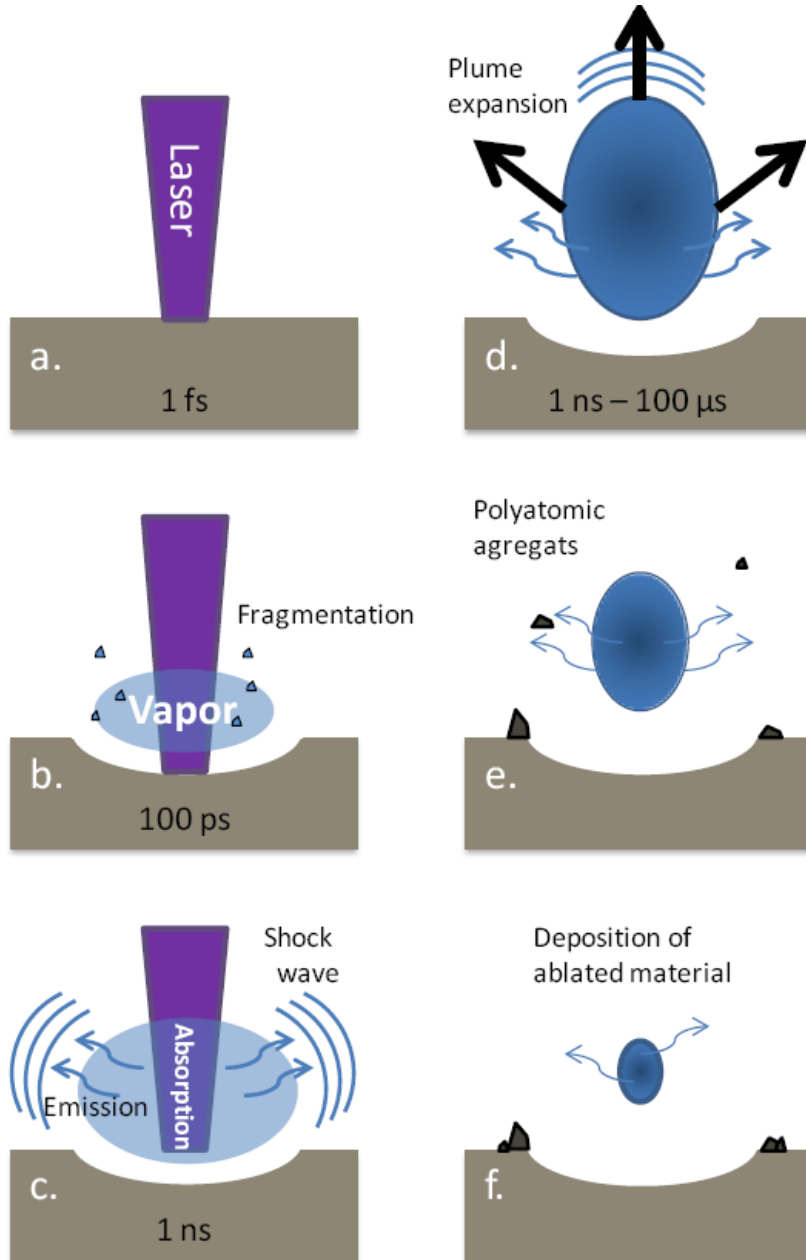 Laser
a.
1 fs
Fragmentation
Vapor
b.
100 ps
Shock
wave
Absorption
Emission
c.
1 ns
Plume
expansion
d.
1 ns – 100 µs
Polyatomic
agregats
e.
Deposition of
ablated material
f.